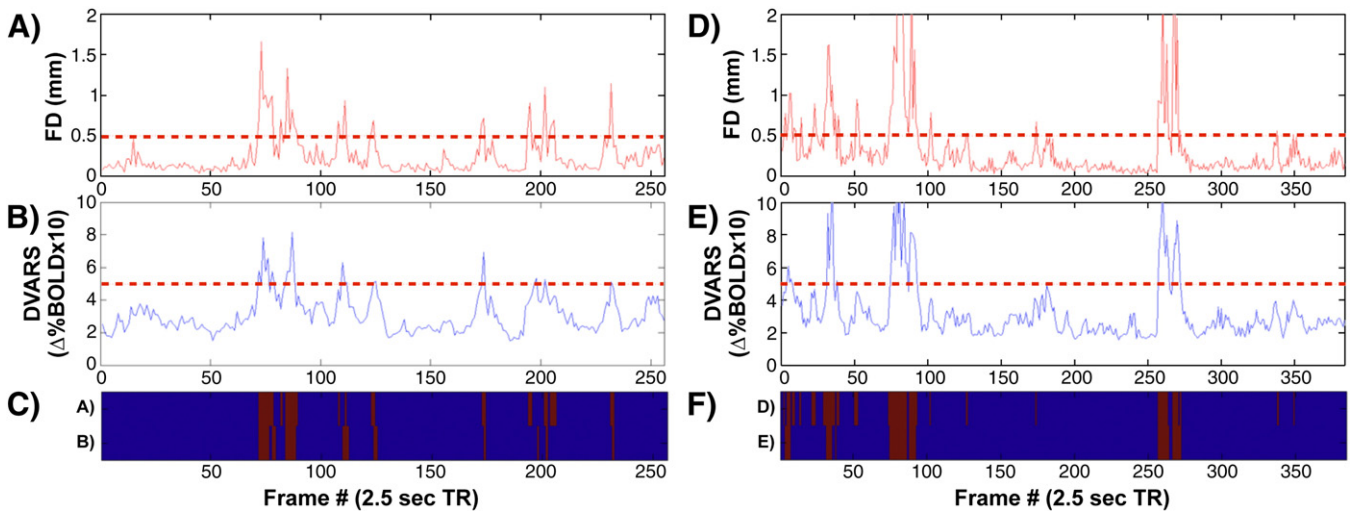 A)
FD (mm)
2
1.5
1
0.5
0
0 50 100 150 200 250
B)
DVARS
(Δ%BOLDx10)
10
8
6
4
2
0
0 50 100 150 200 250
C)
A)
B)
50 100 150 200 250
Frame # (2.5 sec TR)
D)
FD (mm)
2
1.5
1
0.5
0
0 50 100 150 200 250 300 350
E)
DVARS
(Δ%BOLDx10)
10
8
6
4
2
0
0 50 100 150 200 250 300 350
F)
D)
E)
50 100 150 200 250 300 350
Frame # (2.5 sec TR)